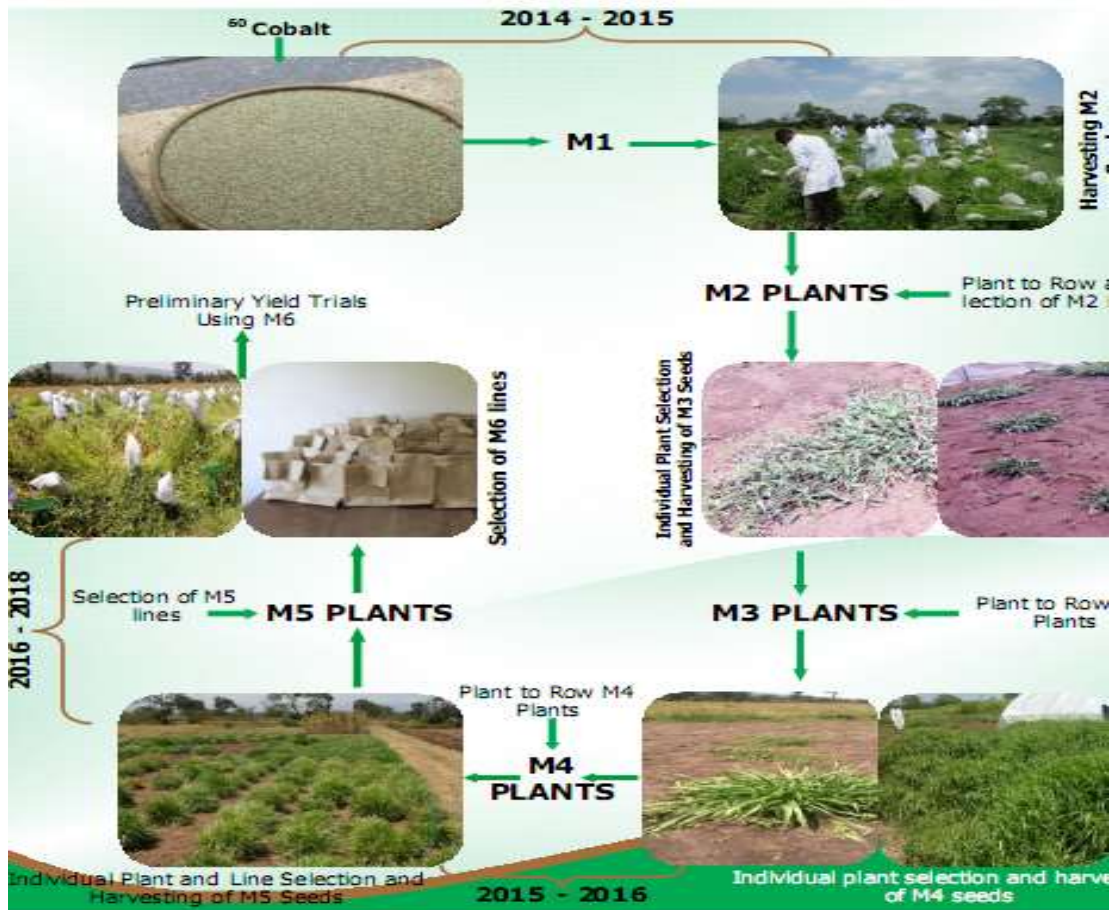 2014 - 2015
⁶⁰ Cobalt
M1
Harvesting M2
M2 PLANTS
Plant to Row
lection of M2
Individual Plant Selection
and Harvesting of M3 Seeds
M3 PLANTS
Plant to Row
Plants
Individual plant selection and
of M4 seeds
2015 - 2016
Plant to Row M4
Plants
M4
PLANTS
Individual Plant and Line Selection and
Harvesting of M5 Seeds
2016 - 2018
Selection of M5
lines
M5 PLANTS
Selection of M6 lines
Preliminary Yield Trials
Using M6